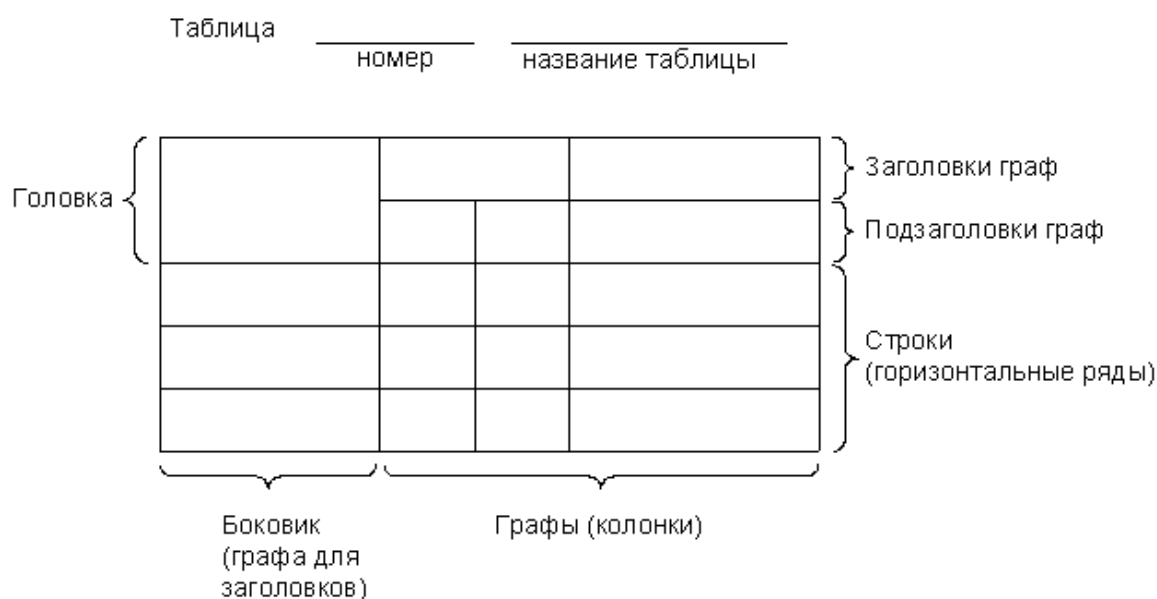 Таблица
номер
название таблицы
Головка
Заголовки граф
Подзаголовки граф
Строки
(горизонтальные ряды)
Боковик
(графа для
заголовков)
Графы (колонки)